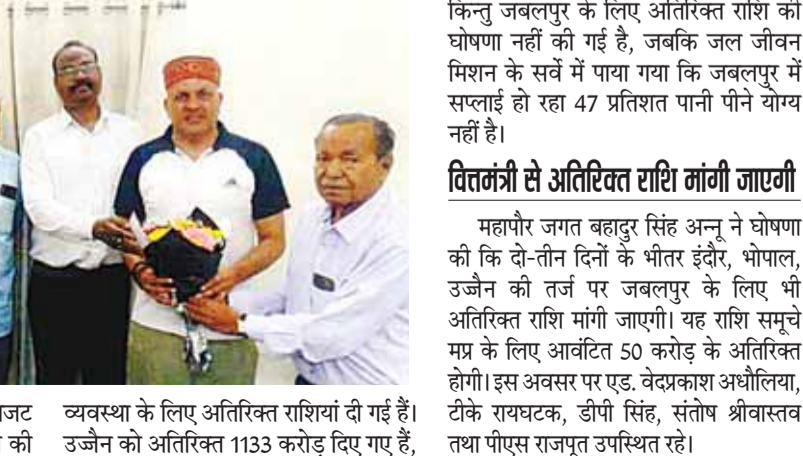 जट
की
व्यवस्था के लिए अतिरिक्त राशियां दी गई हैं।
उज्जैन को अतिरिक्त 1133 करोड़ दिए गए हैं,
किन्तु जबलपुर के लिए अतिरिक्त राशि की
घोषणा नहीं की गई है, जबकि जल जीवन
मिशन के सर्वे में पाया गया कि जबलपुर में
सप्लाई हो रहा 47 प्रतिशत पानी पीने योग्य
नहीं है।
वित्तमंत्री से अतिरिक्त राशि मांगी जाएगी
महापौर जगत बहादुर सिंह अन्नू ने घोषणा
की कि दो-तीन दिनों के भीतर इंदौर, भोपाल,
उज्जैन की तर्ज पर जबलपुर के लिए भी
अतिरिक्त राशि मांगी जाएगी। यह राशि समूचे
मप्र के लिए आवंटित 50 करोड़ के अतिरिक्त
होगी। इस अवसर पर एड. वेदप्रकाश अधौलिया,
टीके रायघटक, डीपी सिंह, संतोष श्रीवास्तव
तथा पीएस राजपूत उपस्थित रहे।